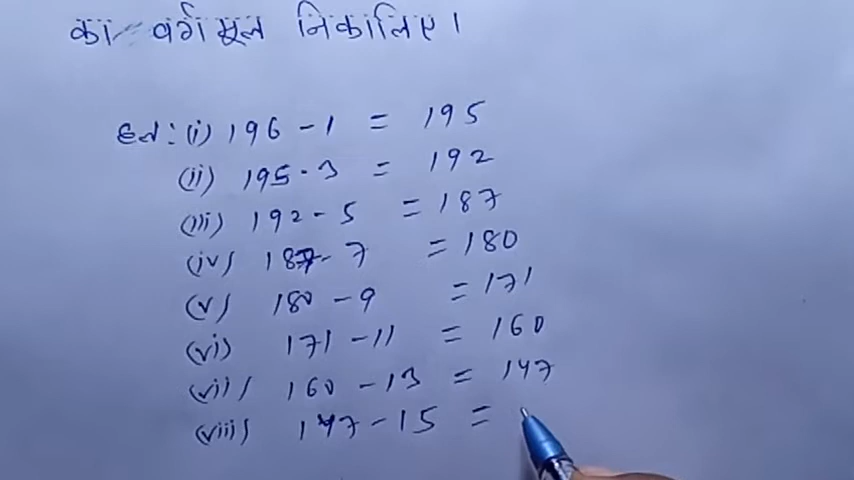 का वर्गमूल निकालिए।
हल: (i) 196 - 1 = 195
(ii) 195 - 3 = 192
(iii) 192 - 5 = 187
(iv) 187 - 7 = 180
(v) 180 - 9 = 171
(vi) 171 - 11 = 160
(vii) 160 - 13 = 147
(viii) 147 - 15 =